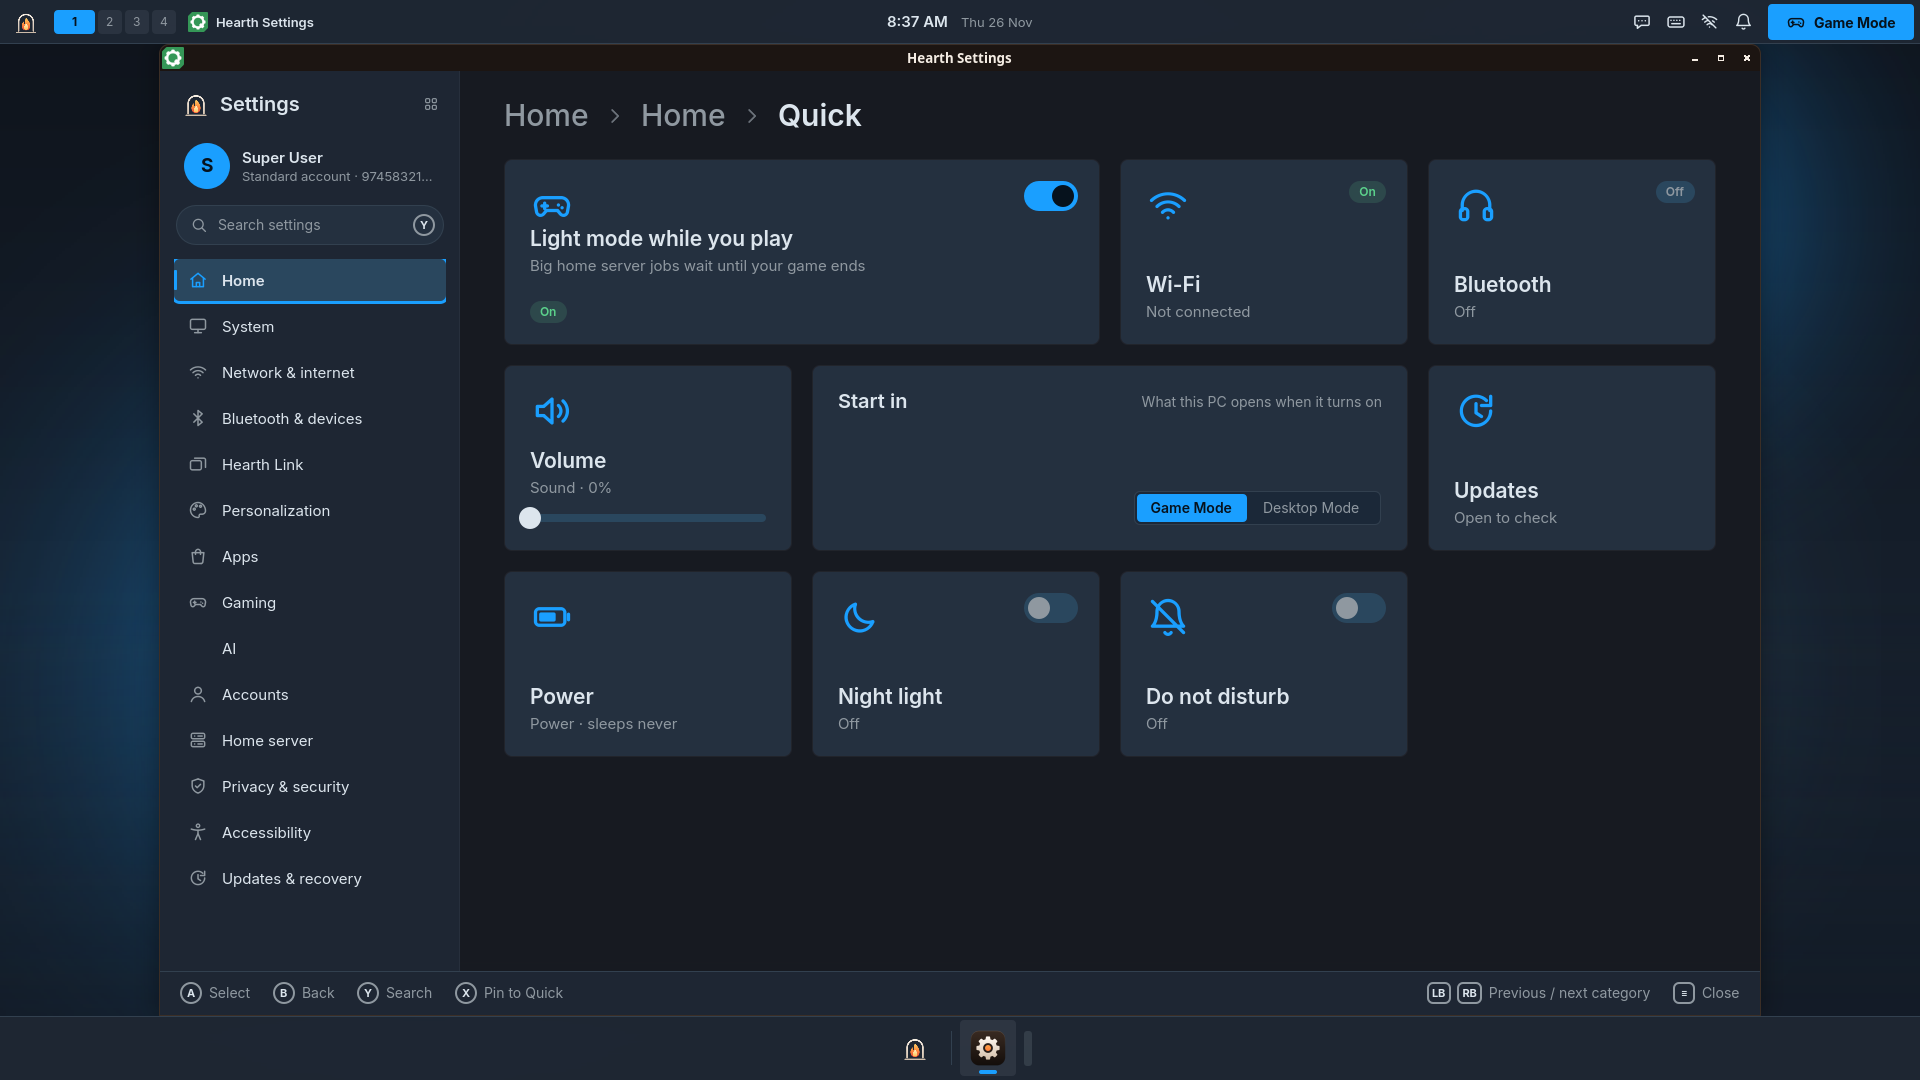 1 2 3 4 Hearth Settings
8:37 AM Thu 26 Nov
Game Mode
Hearth Settings
Settings
S
Super User
Standard account · 97458321...
Search settings Y
Home
System
Network & internet
Bluetooth & devices
Hearth Link
Personalization
Apps
Gaming
AI
Accounts
Home server
Privacy & security
Accessibility
Updates & recovery
Home > Home > Quick
Light mode while you play
Big home server jobs wait until your game ends
On
On
Wi-Fi
Not connected
Off
Bluetooth
Off
Volume
Sound · 0%
Start in
What this PC opens when it turns on
Game Mode Desktop Mode
Updates
Open to check
Power
Power · sleeps never
Night light
Off
Do not disturb
Off
A Select B Back Y Search X Pin to Quick
LB RB Previous / next category ≡ Close